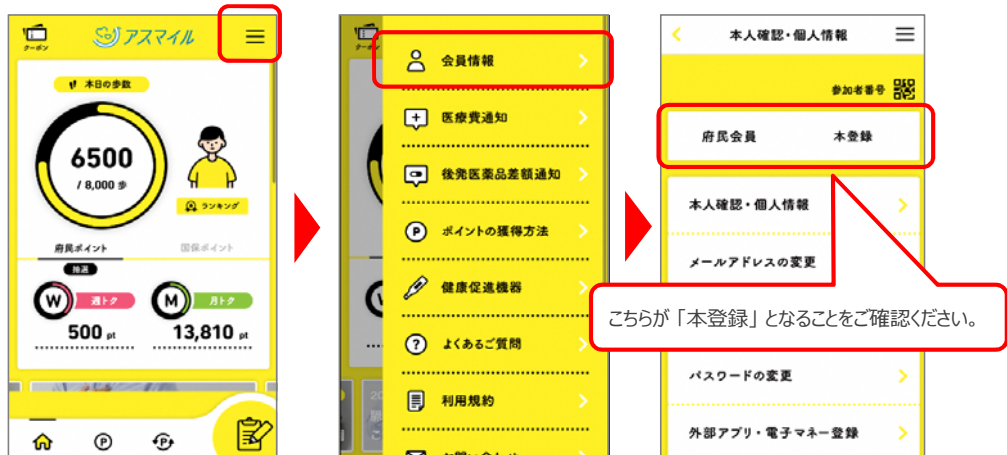 クーポン
アスマイル
本日の歩数
6500
/ 8,000 歩
ランキング
府民ポイント
国保ポイント
抽選
W 週トク
500 pt
M 月トク
13,810 pt
P
P
クーポン
会員情報
医療費通知
後発医薬品差額通知
P ポイントの獲得方法
健康促進機器
? よくあるご質問
利用規約
本人確認・個人情報
参加者番号
府民会員 本登録
本人確認・個人情報
メールアドレスの変更
こちらが「本登録」となることをご確認ください。
パスワードの変更
外部アプリ・電子マネー登録